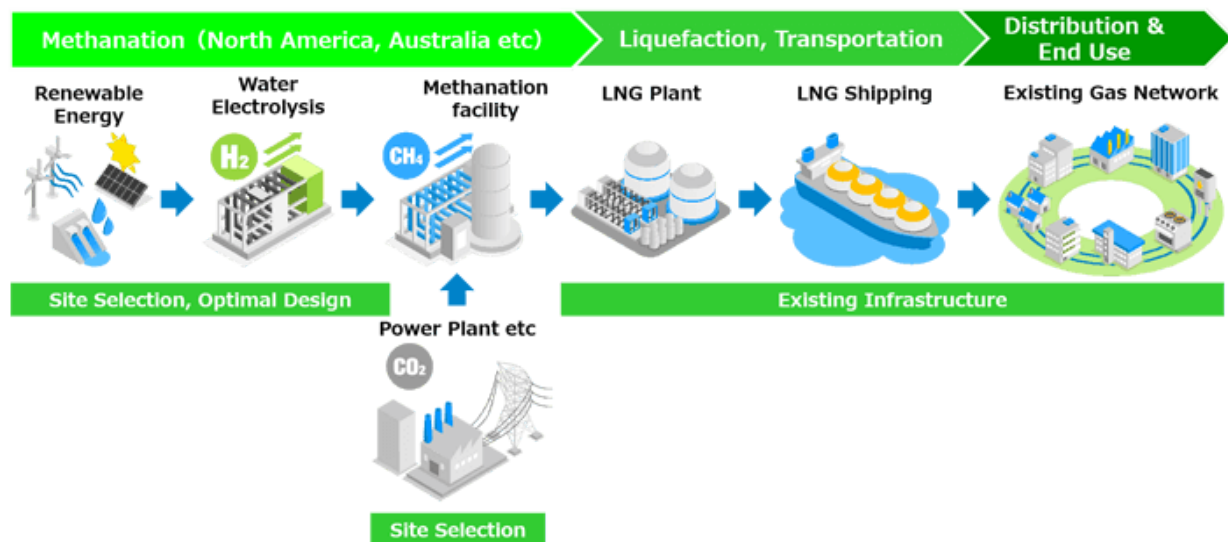 Methanation（North America, Australia etc）
Liquefaction, Transportation
Distribution &
End Use
Renewable
Energy
Water
Electrolysis
Methanation
facility
LNG Plant
LNG Shipping
Existing Gas Network
H₂
CH₄
Site Selection, Optimal Design
Existing Infrastructure
Power Plant etc
CO₂
Site Selection